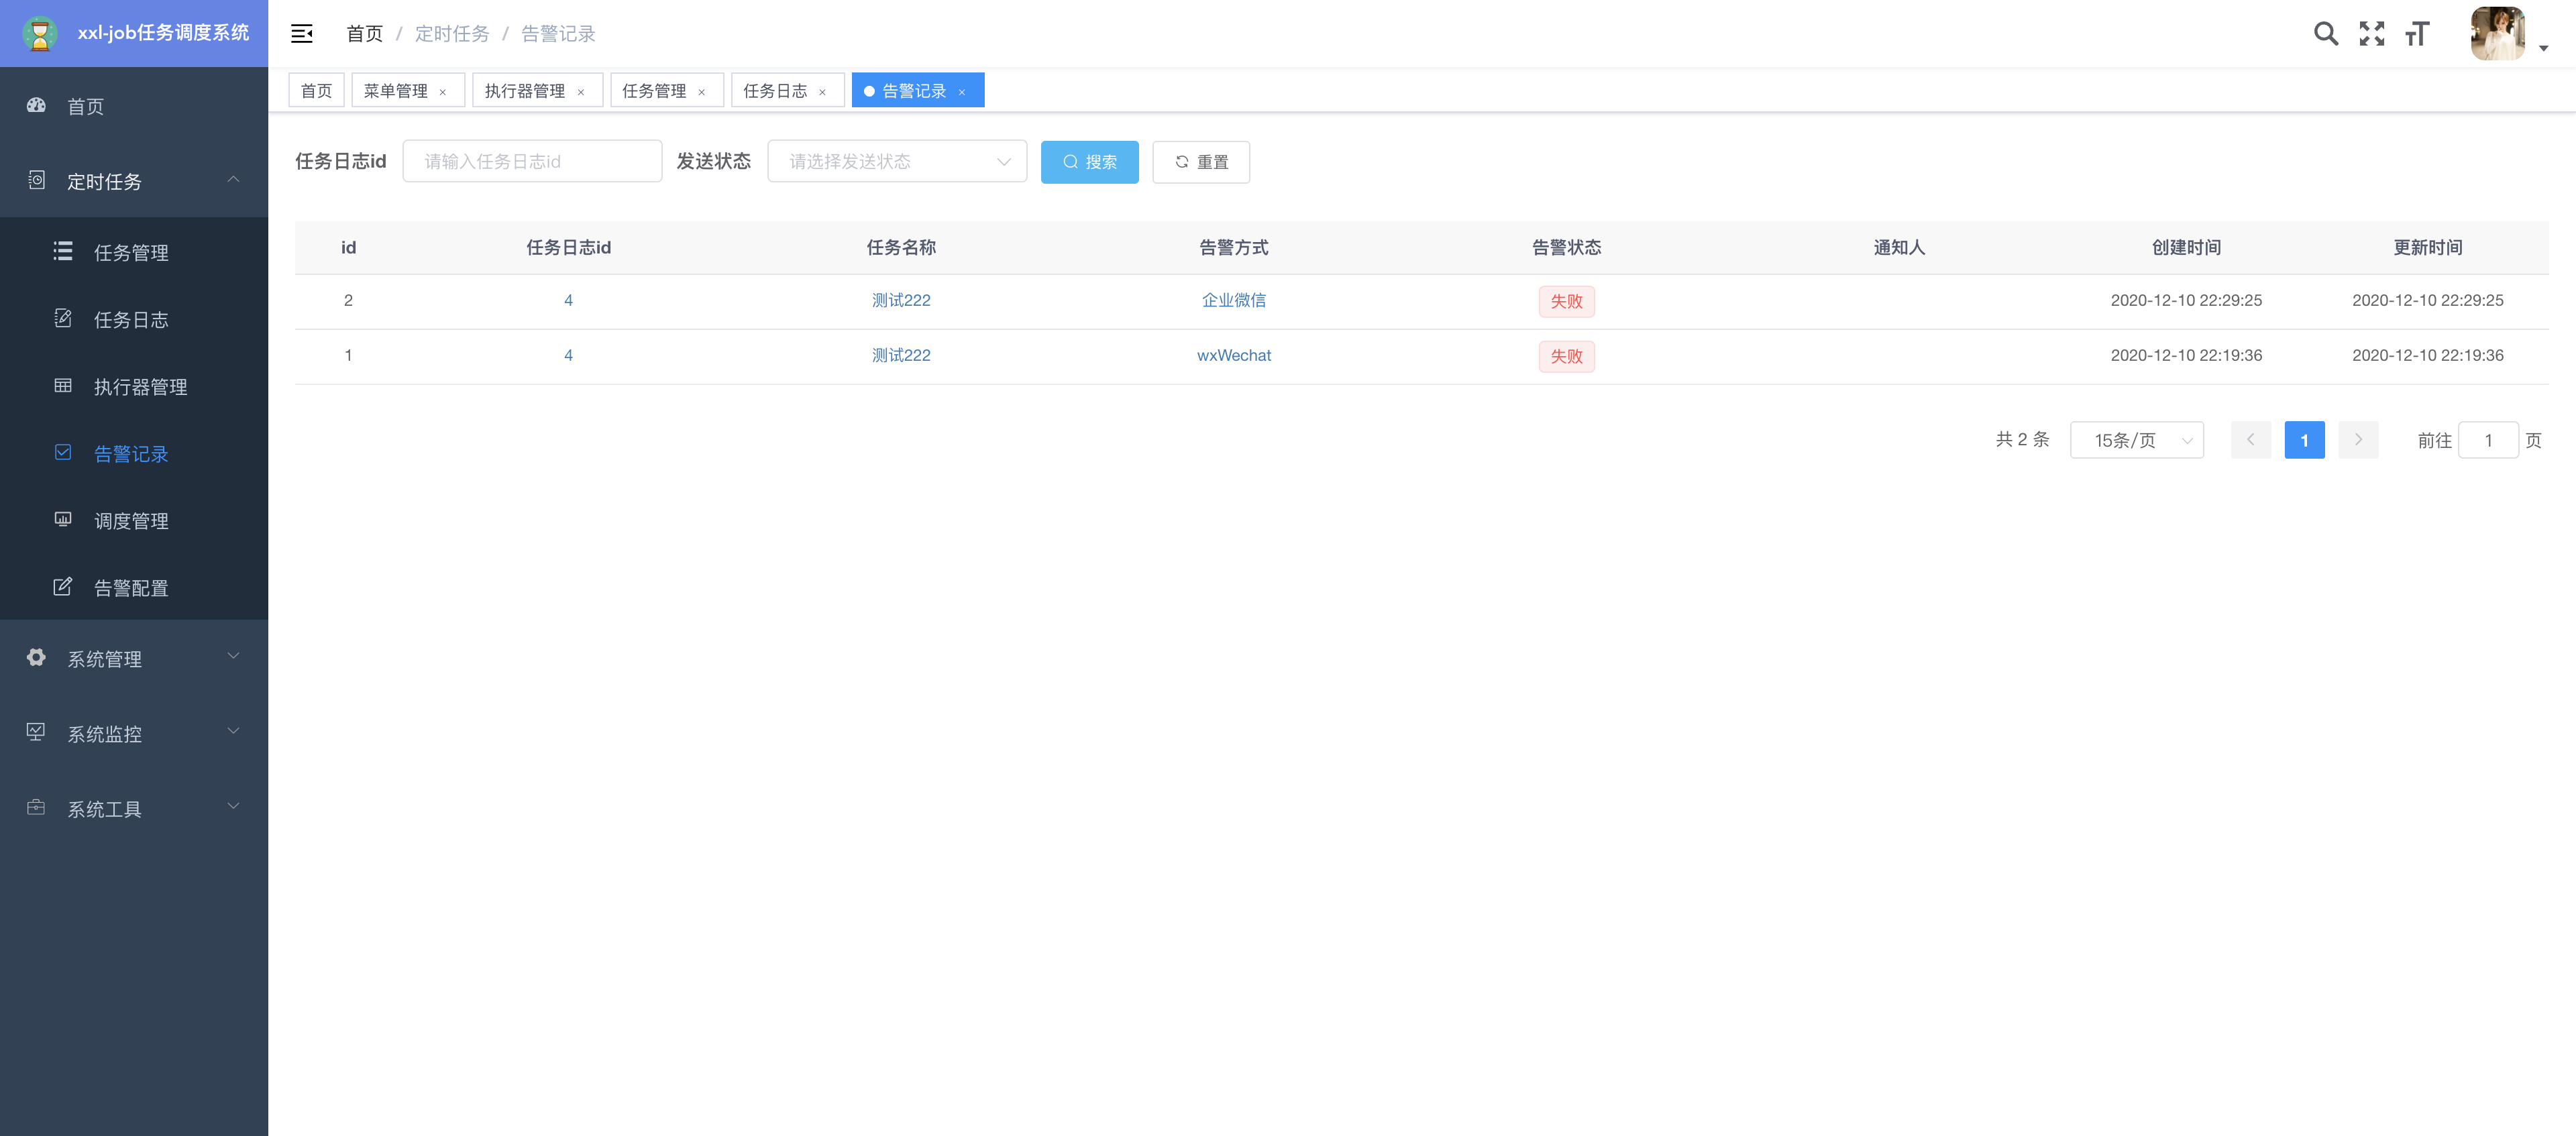 xxl-job任务调度系统
首页 / 定时任务 / 告警记录
首页 菜单管理 × 执行器管理 × 任务管理 × 任务日志 × 告警记录 ×
首页
定时任务
任务管理
任务日志
执行器管理
告警记录
调度管理
告警配置
系统管理
系统监控
系统工具
任务日志id 请输入任务日志id 发送状态 请选择发送状态 搜索 重置
id 任务日志id 任务名称 告警方式 告警状态 通知人 创建时间 更新时间
2 4 测试222 企业微信 失败 2020-12-10 22:29:25 2020-12-10 22:29:25
1 4 测试222 wxWechat 失败 2020-12-10 22:19:36 2020-12-10 22:19:36
共 2 条 15条/页 1 前往 1 页